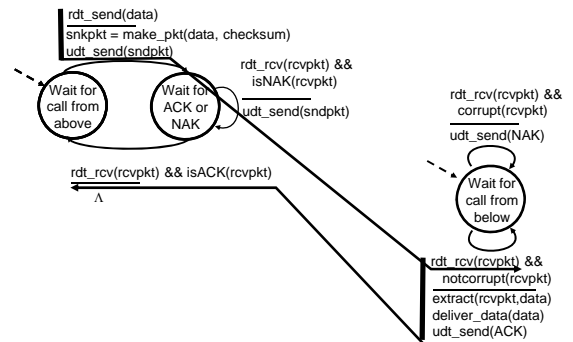 rdt_send(data)
snkpkt = make_pkt(data, checksum)
udt_send(sndpkt)
Wait for
call from
above
Wait for
ACK or
NAK
rdt_rcv(rcvpkt) &&
isNAK(rcvpkt)
udt_send(sndpkt)
rdt_rcv(rcvpkt) && isACK(rcvpkt)
Λ
rdt_rcv(rcvpkt) &&
corrupt(rcvpkt)
udt_send(NAK)
Wait for
call from
below
rdt_rcv(rcvpkt) &&
notcorrupt(rcvpkt)
extract(rcvpkt,data)
deliver_data(data)
udt_send(ACK)